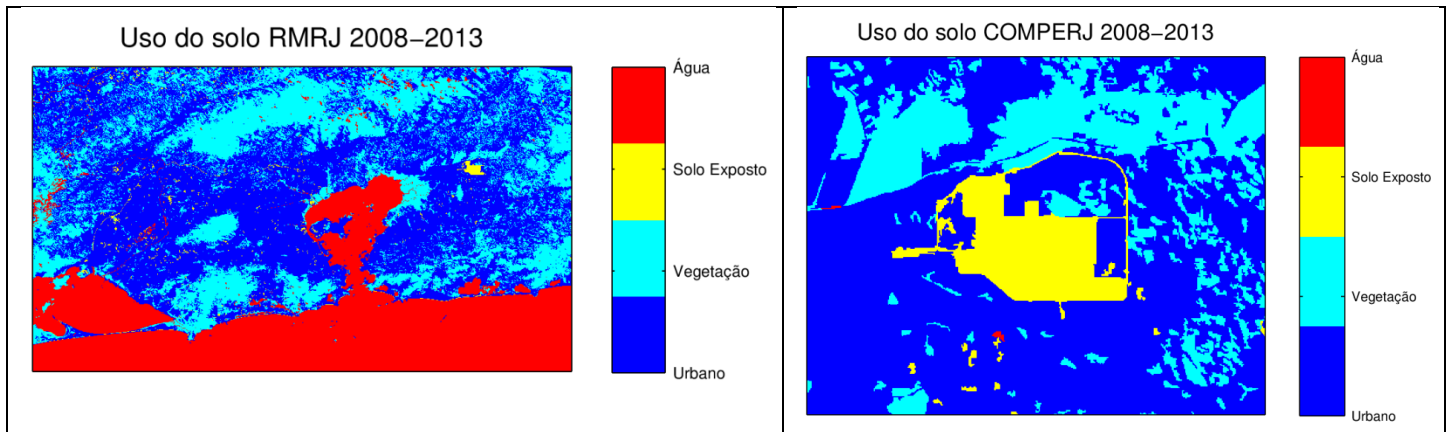 Uso do solo RMRJ 2008–2013
Água
Solo Exposto
Vegetação
Urbano
Uso do solo COMPERJ 2008–2013
Água
Solo Exposto
Vegetação
Urbano